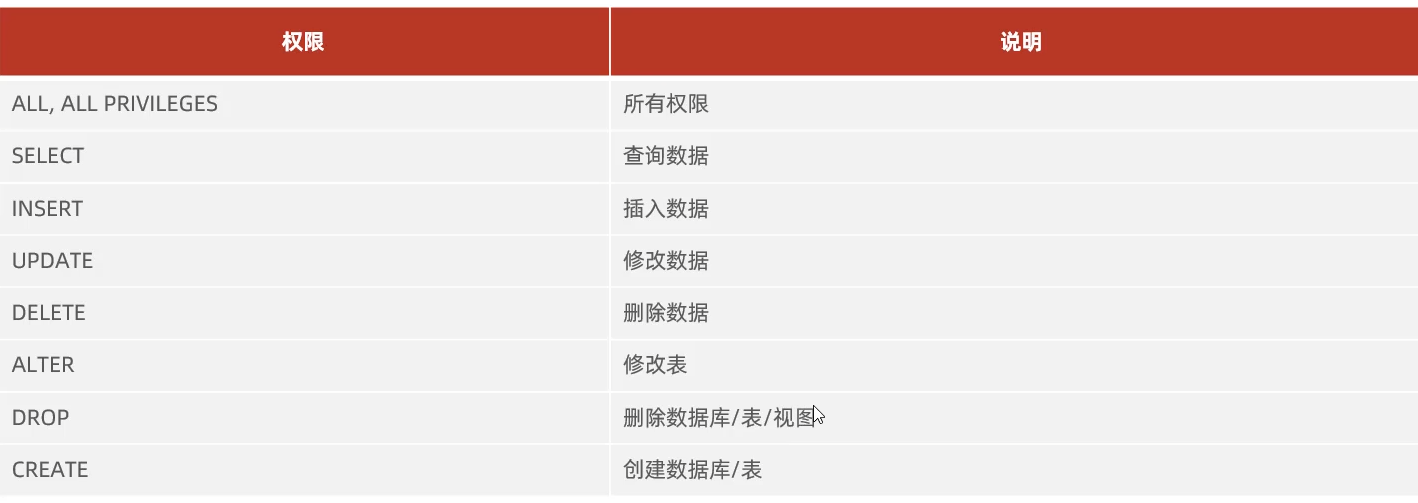 权限 说明
ALL, ALL PRIVILEGES 所有权限
SELECT 查询数据
INSERT 插入数据
UPDATE 修改数据
DELETE 删除数据
ALTER 修改表
DROP 删除数据库/表/视图
CREATE 创建数据库/表